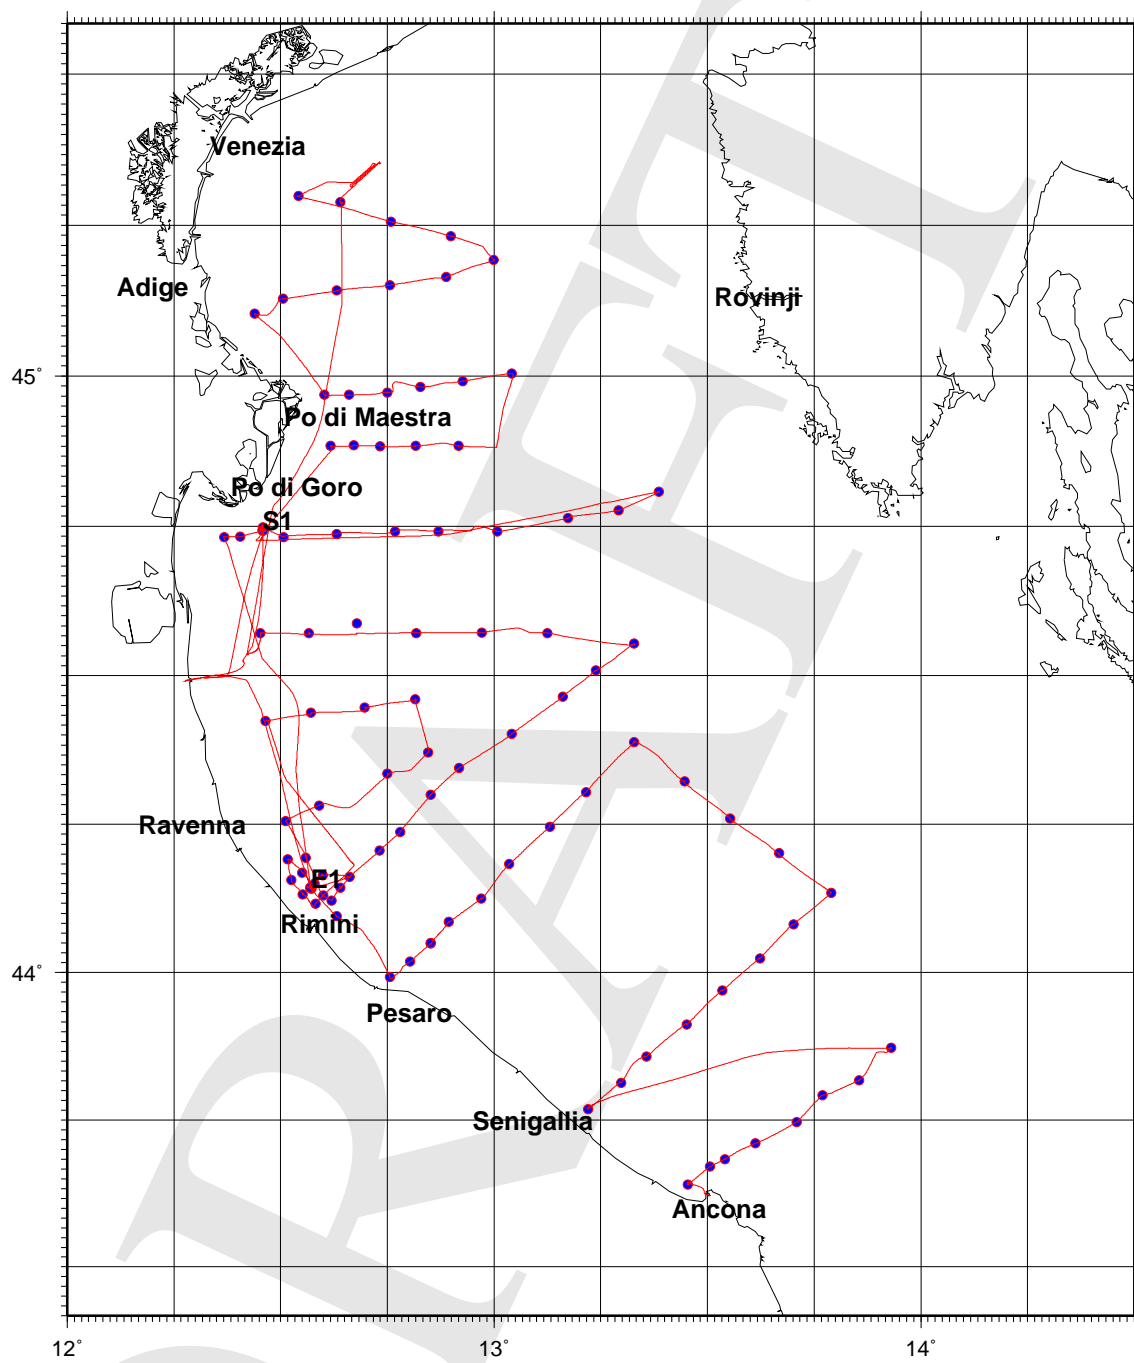 Venezia
Adige
Rovinji
45°
Po di Maestra
Po di Goro
S1
Ravenna
E1
Rimini
44°
Pesaro
Senigallia
Ancona
12°
13°
14°
DRAFT